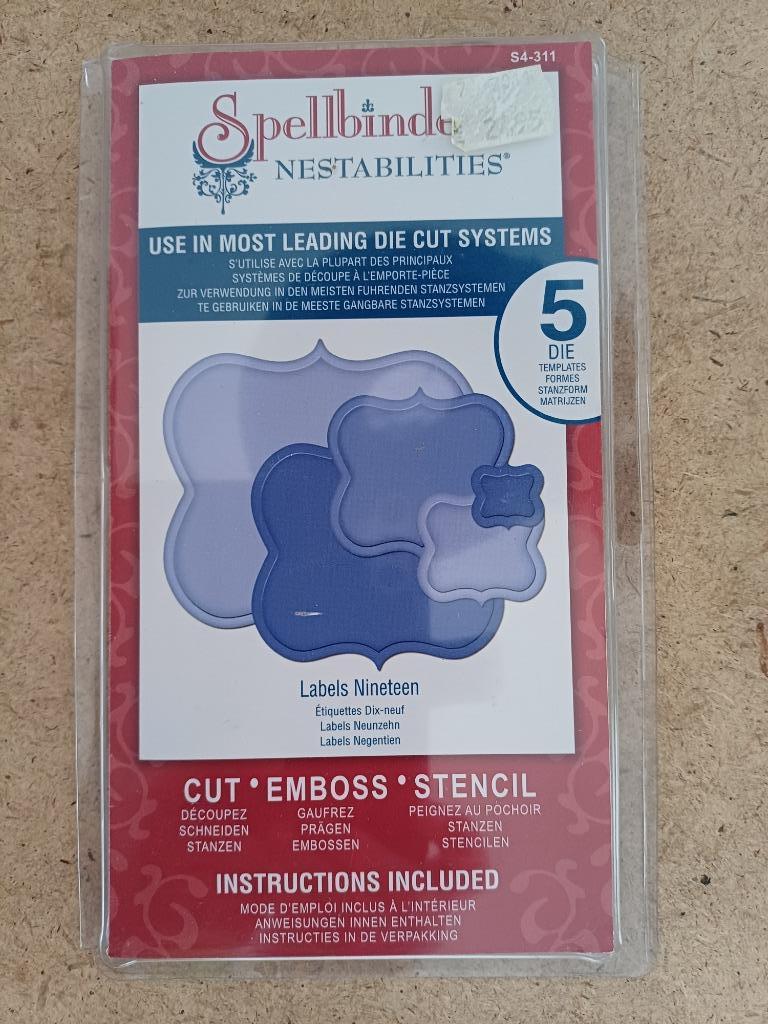 S4-311
Spellbinde
NESTABILITIES®
USE IN MOST LEADING DIE CUT SYSTEMS
S'UTILISE AVEC LA PLUPART DES PRINCIPAUX
SYSTÈMES DE DÉCOUPE À L'EMPORTE-PIÈCE
ZUR VERWENDUNG IN DEN MEISTEN FUHRENDEN STANZSYSTEMEN
TE GEBRUIKEN IN DE MEESTE GANGBARE STANZSYSTEMEN
5
DIE
TEMPLATES
FORMES
STANZFORM
MATRIJZEN
Labels Nineteen
Étiquettes Dix-neuf
Labels Neunzehn
Labels Negentien
CUT • EMBOSS • STENCIL
DÉCOUPEZ GAUFREZ PEIGNEZ AU POCHOIR
SCHNEIDEN PRÄGEN STANZEN
STANZEN EMBOSSEN STENCILEN
INSTRUCTIONS INCLUDED
MODE D'EMPLOI INCLUS À L'INTÉRIEUR
ANWEISUNGEN INNEN ENTHALTEN
INSTRUCTIES IN DE VERPAKKING